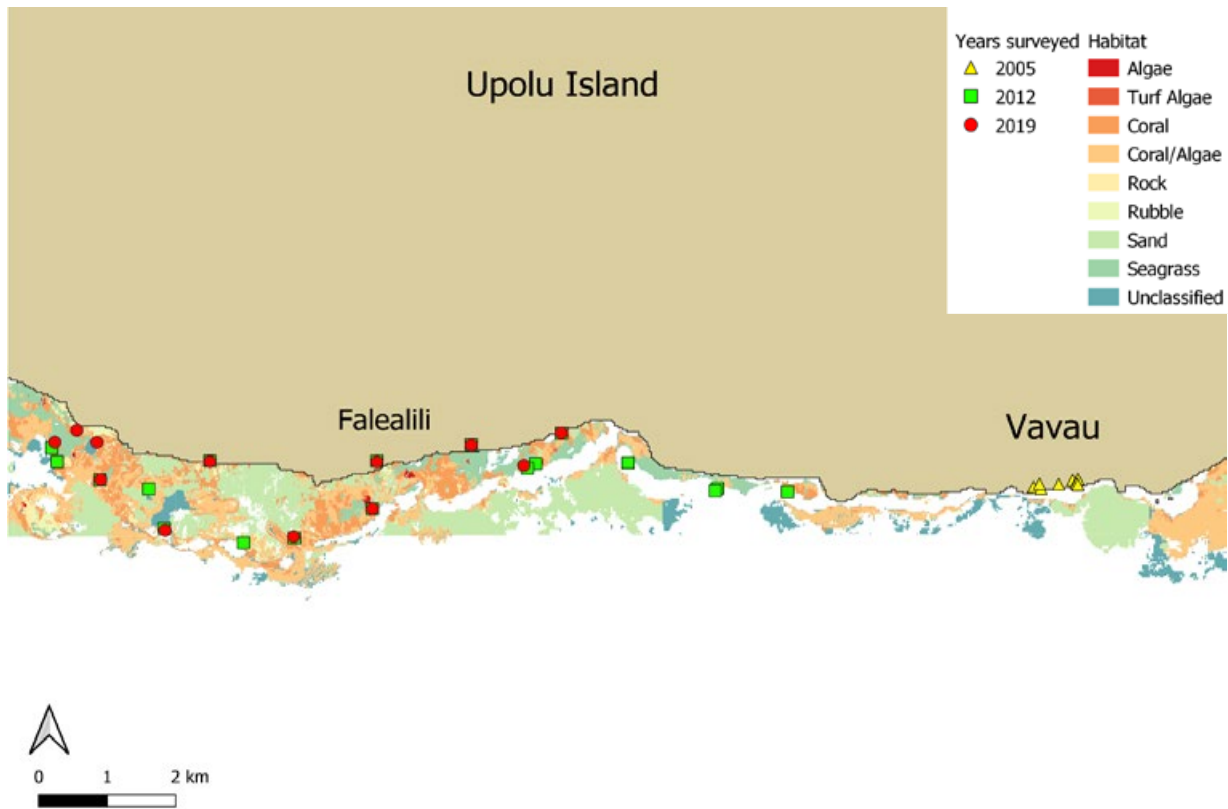 Upolu Island
Years surveyed
2005
2012
2019
Habitat
Algae
Turf Algae
Coral
Coral/Algae
Rock
Rubble
Sand
Seagrass
Unclassified
Falealili
Vavau
0 1 2 km